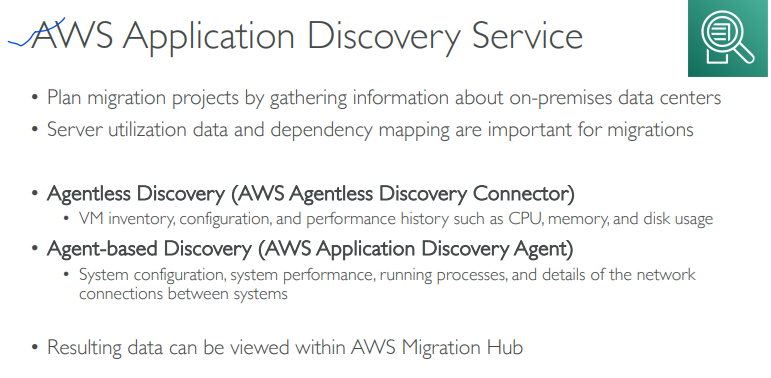 AWS Application Discovery Service
• Plan migration projects by gathering information about on-premises data centers
• Server utilization data and dependency mapping are important for migrations
• Agentless Discovery (AWS Agentless Discovery Connector)
• VM inventory, configuration, and performance history such as CPU, memory, and disk usage
• Agent-based Discovery (AWS Application Discovery Agent)
• System configuration, system performance, running processes, and details of the network
connections between systems
• Resulting data can be viewed within AWS Migration Hub